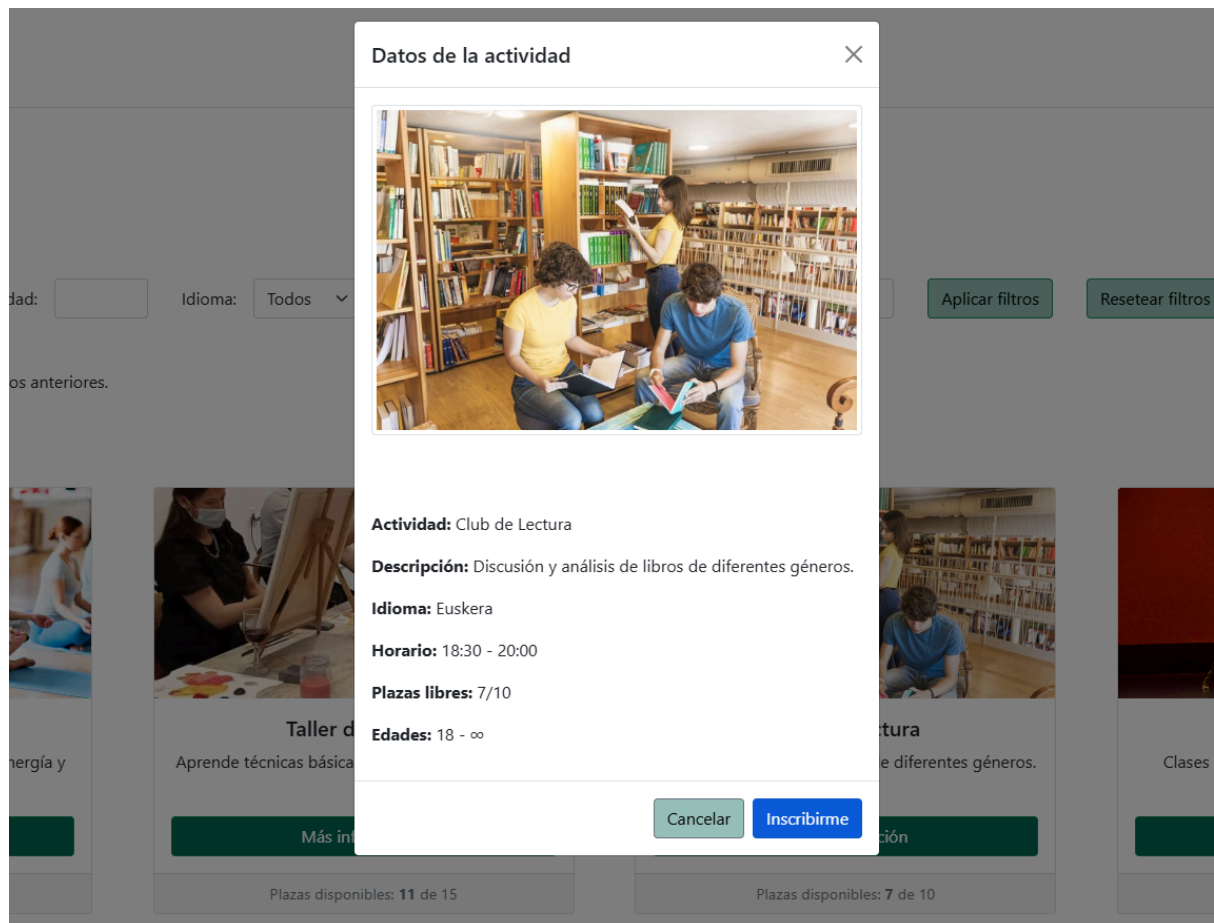 Datos de la actividad
dad:
Idioma:
Todos
Aplicar filtros
Resetear filtros
os anteriores.
Actividad: Club de Lectura
Descripción: Discusión y análisis de libros de diferentes géneros.
Idioma: Euskera
Horario: 18:30 - 20:00
Plazas libres: 7/10
Edades: 18 - ∞
Cancelar
Inscribirme
nergía y
Taller d
Aprende técnicas básica
Más inf
Plazas disponibles: 11 de 15
tura
e diferentes géneros.
ción
Plazas disponibles: 7 de 10
Clases